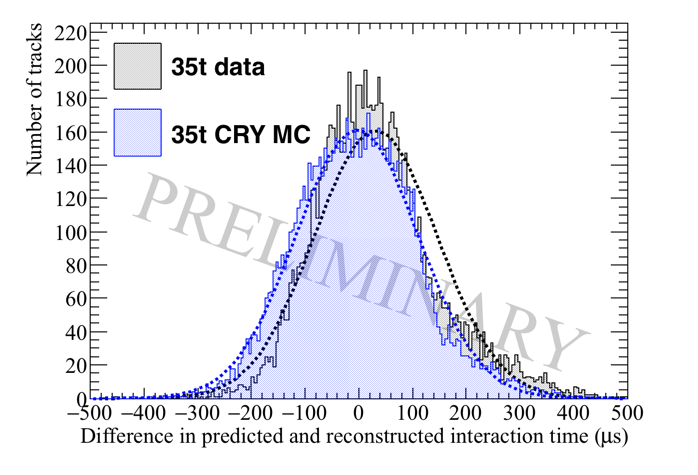 220
200
180
160
140
120
100
80
60
40
20
0
Number of tracks
35t data
35t CRY MC
PRELIMINARY
−500 −400 −300 −200 −100 0 100 200 300 400 500
Difference in predicted and reconstructed interaction time (μs)